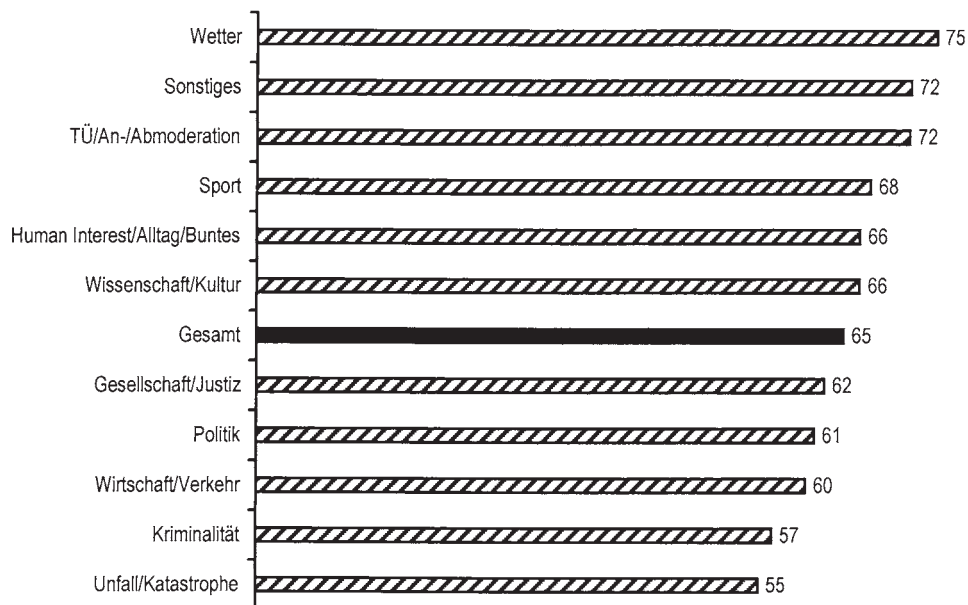 Wetter 75
Sonstiges 72
TÜ/An-/Abmoderation 72
Sport 68
Human Interest/Alltag/Buntes 66
Wissenschaft/Kultur 66
Gesamt 65
Gesellschaft/Justiz 62
Politik 61
Wirtschaft/Verkehr 60
Kriminalität 57
Unfall/Katastrophe 55